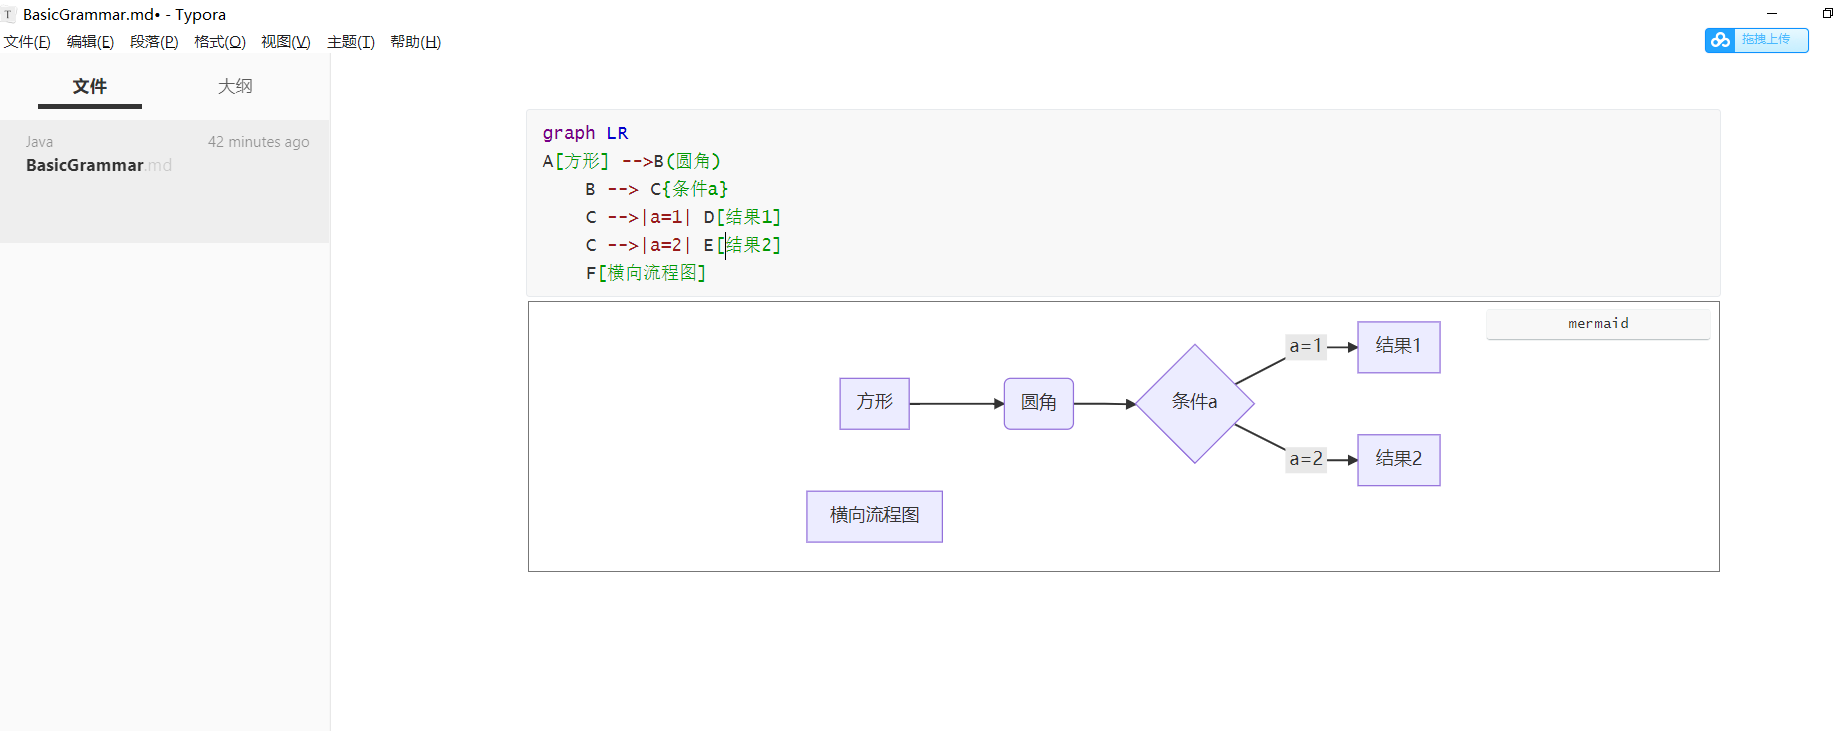 T BasicGrammar.md• - Typora
文件(F) 编辑(E) 段落(P) 格式(O) 视图(V) 主题(T) 帮助(H)
拖拽上传
文件 大纲
Java 42 minutes ago
BasicGrammar.md
graph LR
A[方形] -->B(圆角)
    B --> C{条件a}
    C -->|a=1| D[结果1]
    C -->|a=2| E[结果2]
    F[横向流程图]
mermaid
a=1 结果1
方形 圆角 条件a
a=2 结果2
横向流程图